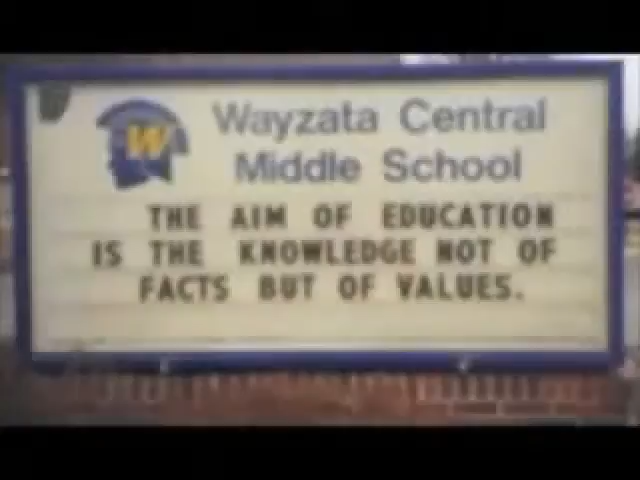 W
Wayzata Central
Middle School
THE AIM OF EDUCATION
IS THE KNOWLEDGE NOT OF
FACTS BUT OF VALUES.